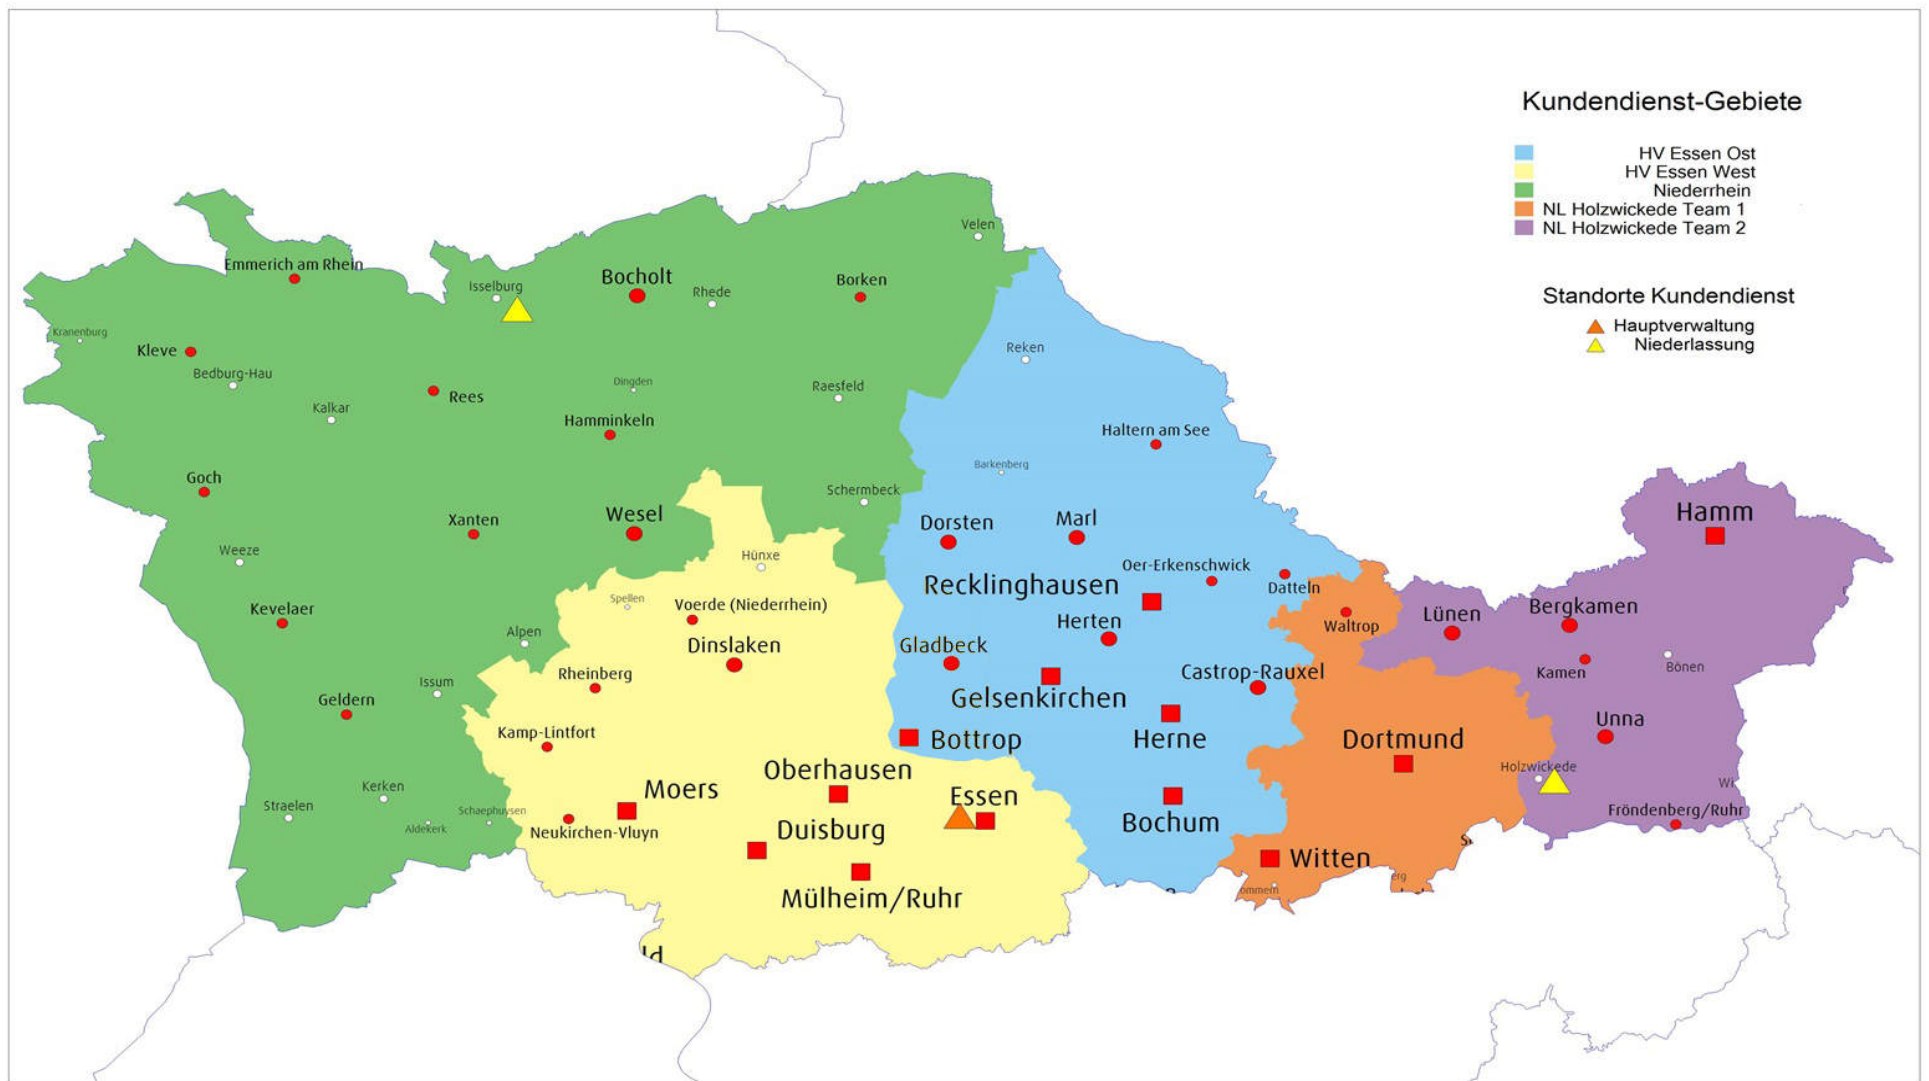 Kundendienst-Gebiete
HV Essen Ost
HV Essen West
Niederrhein
NL Holzwickede Team 1
NL Holzwickede Team 2
Standorte Kundendienst
Hauptverwaltung
Niederlassung
Velen
Emmerich am Rhein
Isselburg
Bocholt
Rhede
Borken
Kranenburg
Kleve
Bedburg-Hau
Rees
Kalkar
Dingden
Hamminkeln
Raesfeld
Reken
Haltern am See
Barkenberg
Goch
Xanten
Wesel
Schermbeck
Dorsten
Marl
Hamm
Weeze
Hünxe
Oer-Erkenschwick
Recklinghausen
Datteln
Kevelaer
Spellen
Voerde (Niederrhein)
Herten
Waltrop
Lünen
Bergkamen
Alpen
Dinslaken
Gladbeck
Castrop-Rauxel
Kamen
Bönen
Rheinberg
Issum
Geldern
Gelsenkirchen
Unna
Kamp-Lintfort
Bottrop
Herne
Dortmund
Holzwickede
Oberhausen
Wi
Kerken
Moers
Essen
Straelen
Aldekerk
Schaephuysen
Neukirchen-Vluyn
Duisburg
Bochum
Fröndenberg/Ruhr
Witten
Mülheim/Ruhr
ommern
erg
ld